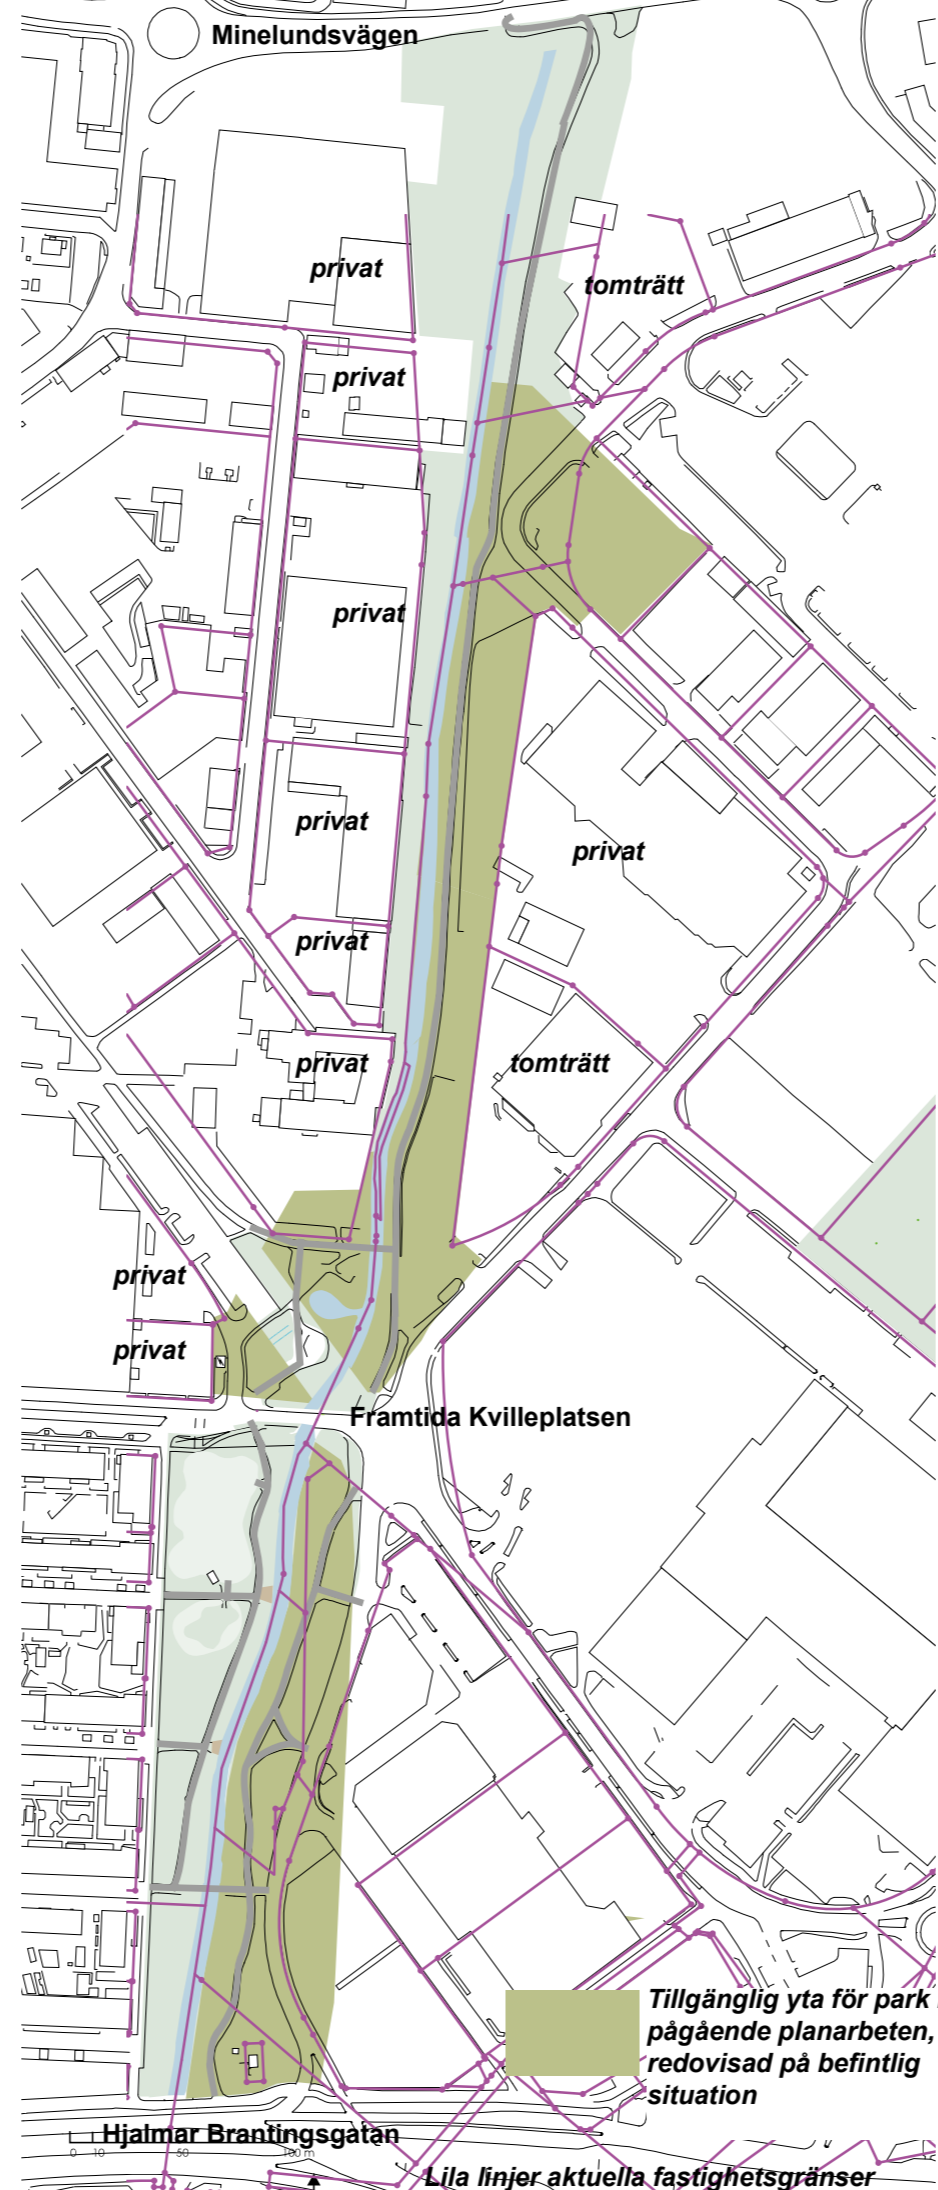 Minelundsvägen
privat
tomträtt
privat
privat
privat
privat
privat
privat
tomträtt
privat
privat
Framtida Kvilleplatsen
Tillgänglig yta för park
pågående planarbeten,
redovisad på befintlig
situation
Hjalmar Brantingsgatan
0 10 50 100 m
Lila linjer aktuella fastighetsgränser